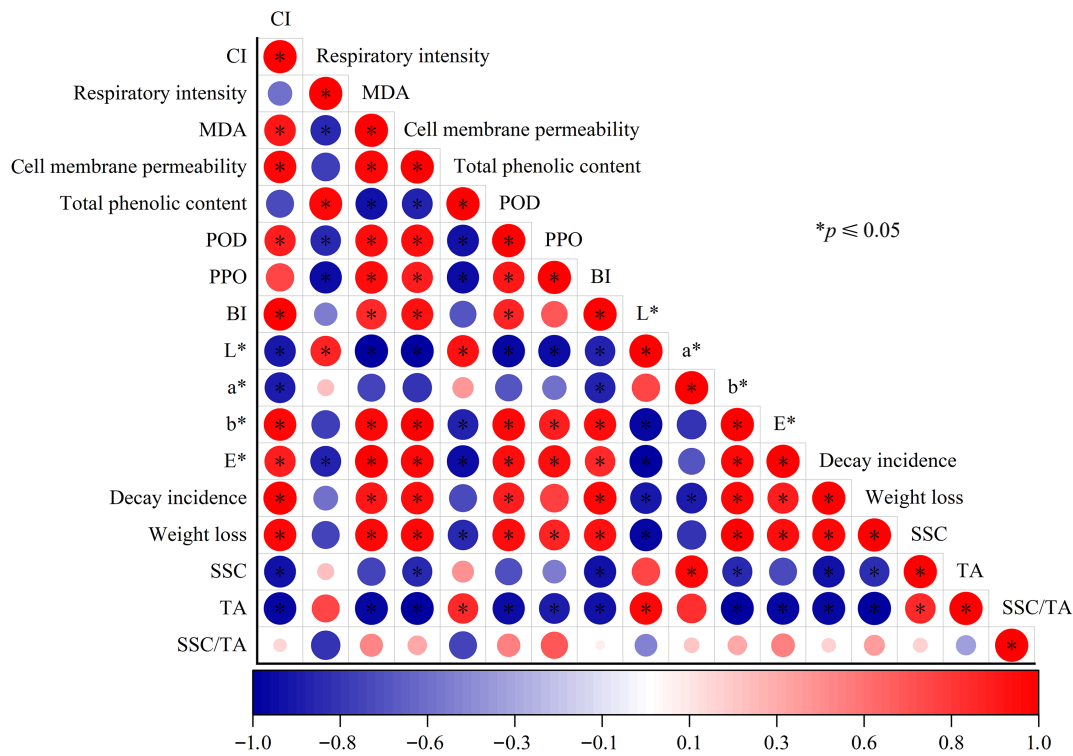 CI
CI Respiratory intensity
Respiratory intensity MDA
MDA Cell membrane permeability
Cell membrane permeability Total phenolic content
Total phenolic content POD
*p ≤ 0.05
POD PPO
PPO BI
BI L*
L* a*
a* b*
b* E*
E* Decay incidence
Decay incidence Weight loss
Weight loss SSC
SSC TA
TA SSC/TA
SSC/TA
−1.0 −0.8 −0.6 −0.3 −0.1 0.1 0.3 0.6 0.8 1.0